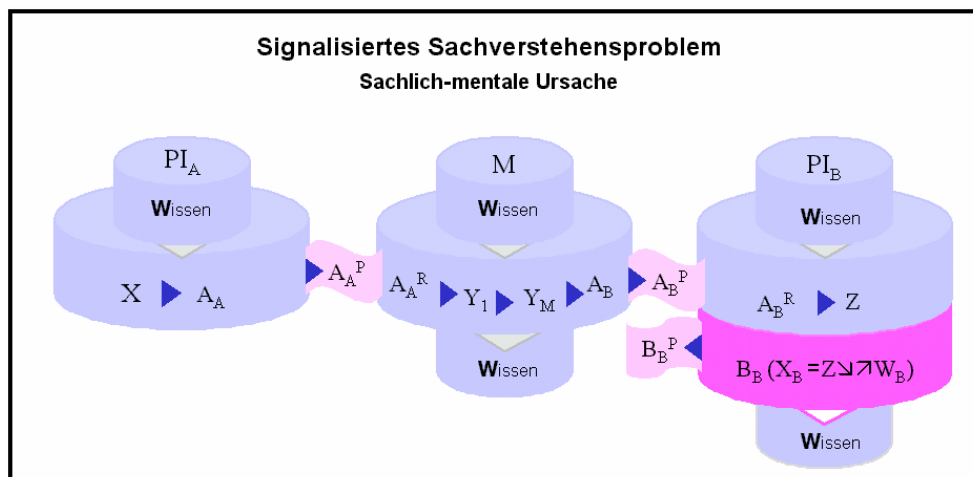 Signalisiertes Sachverstehensproblem
Sachlich-mentale Ursache
PI_A M PI_B
Wissen Wissen Wissen
X ▶ A_A ▶ A_A^P A_A^R ▶ Y_1 ▶ Y_M ▶ A_B ▶ A_B^P A_B^R ▶ Z
B_B^P ◀ B_B (X_B =Z↘↗W_B)
Wissen Wissen